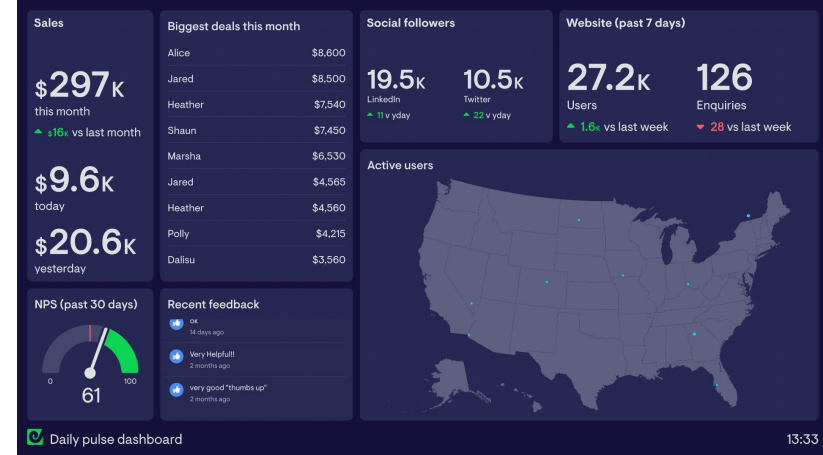 Sales
$297K
this month
$16K vs last month
$9.6K
today
$20.6K
yesterday
Biggest deals this month
Alice $8,600
Jared $8,500
Heather $7,540
Shaun $7,450
Marsha $6,530
Jared $4,565
Heather $4,560
Polly $4,215
Dalisu $3,560
Social followers
19.5K
LinkedIn
11 v yday
10.5K
Twitter
22 v yday
Website (past 7 days)
27.2K
Users
1.6K vs last week
126
Enquiries
28 vs last week
Active users
NPS (past 30 days)
0
100
61
Recent feedback
OK
14 days ago
Very Helpful!!
2 months ago
very good "thumbs up"
2 months ago
Daily pulse dashboard
13:33